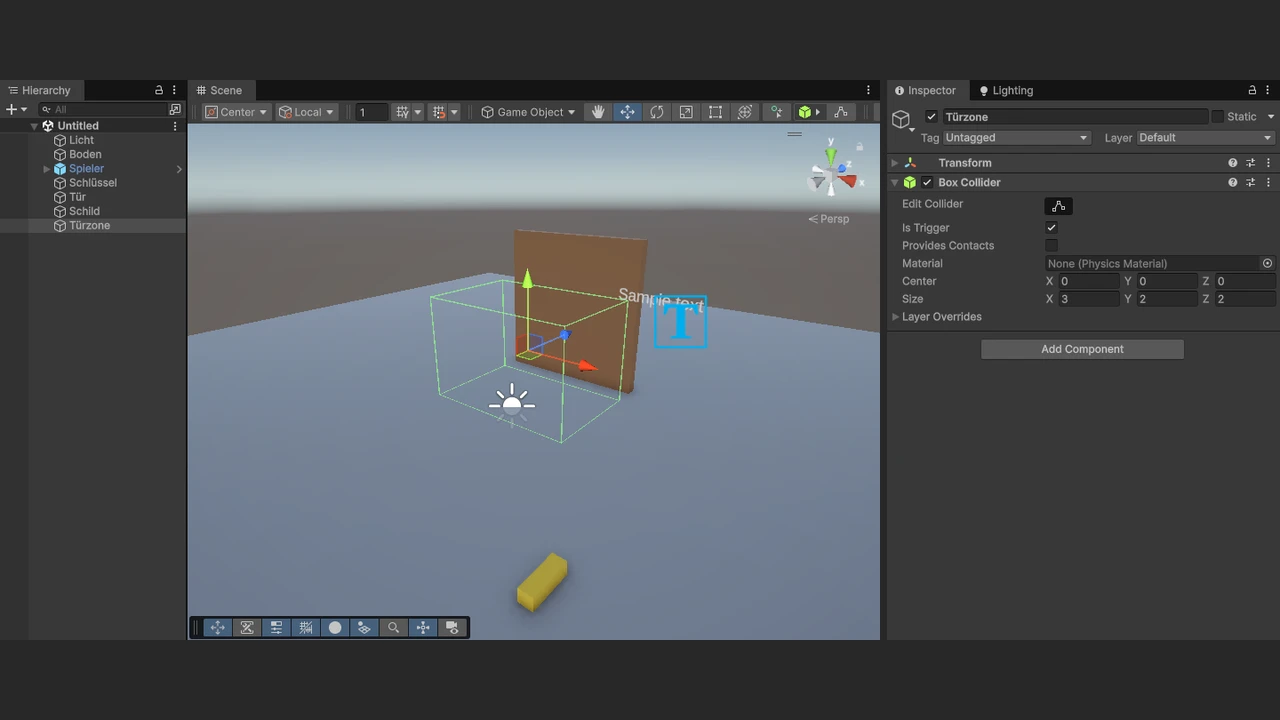 Hierarchy
All
Untitled
Licht
Boden
Spieler
Schlüssel
Tür
Schild
Türzone
Scene
Center
Local
1
Game Object
y
z
x
Persp
Sample text
T
Inspector
Lighting
Türzone
Static
Tag Untagged
Layer Default
Transform
Box Collider
Edit Collider
Is Trigger
Provides Contacts
Material None (Physics Material)
Center X 0 Y 0 Z 0
Size X 3 Y 2 Z 2
Layer Overrides
Add Component